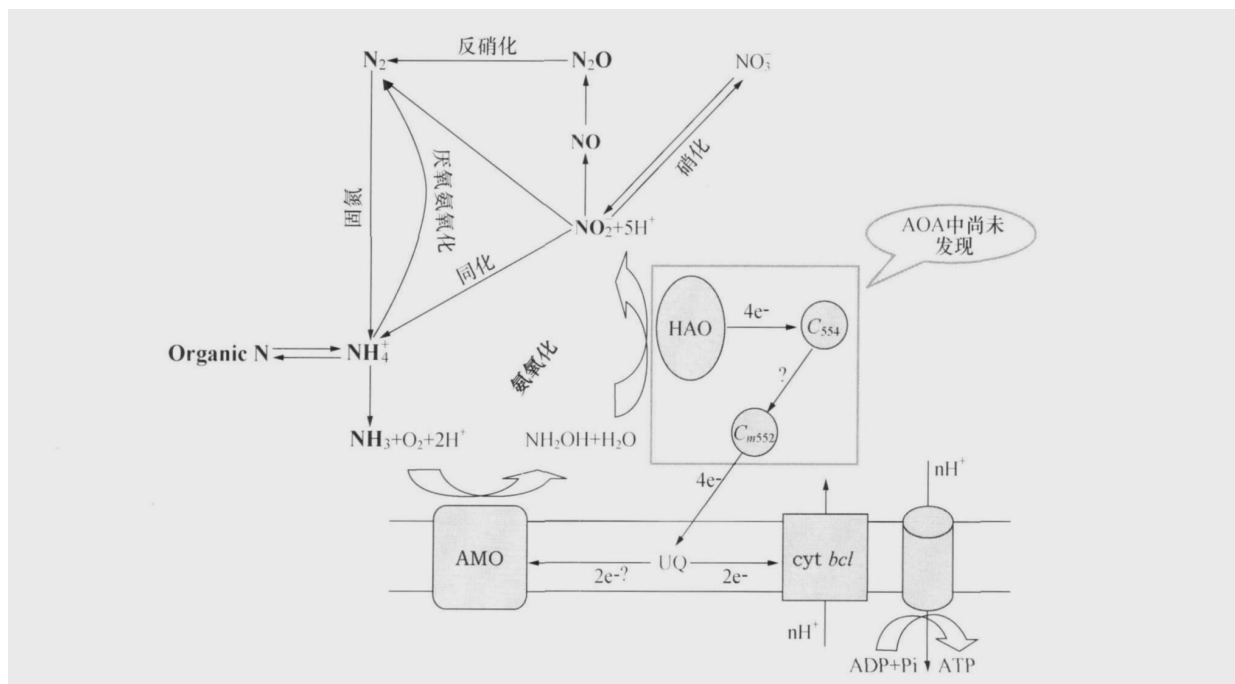 反硝化
N₂
N₂O
NO₃⁻
NO
硝化
固氮
厌氧氨氧化
NO₂⁻+5H⁺
AOA中尚未
发现
同化
HAO
4e-
C₅₅₄
Organic N
NH₄⁺
氨氧化
?
NH₃+O₂+2H⁺
NH₂OH+H₂O
Cₘ₅₅₂
4e-
nH⁺
AMO
UQ
cyt bcl
2e-?
2e-
nH⁺
ADP+Pi
ATP